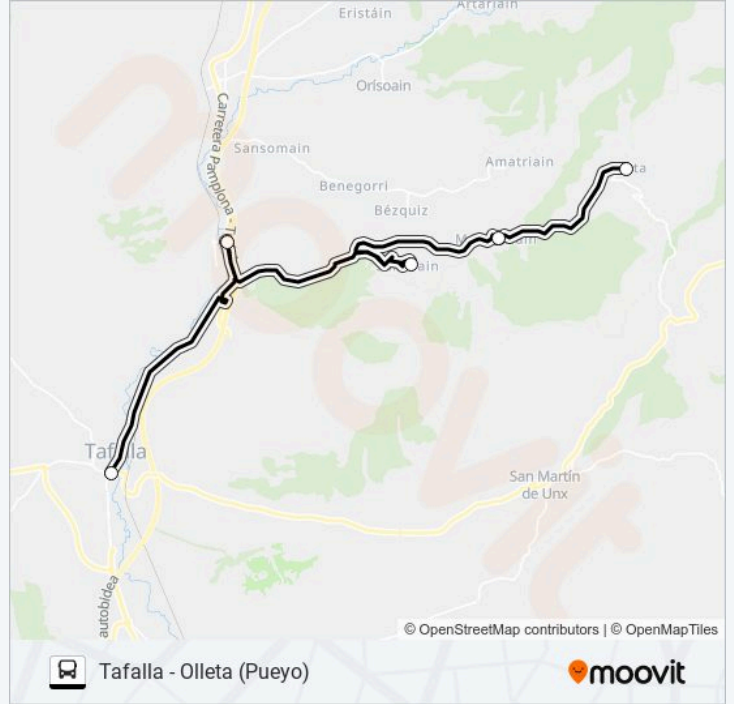 Eristáin
Artariain
Orísoain
Carretera Pamplona - T
Sansomain
Amatriain
Benegorri
Bézquiz
Tafalla
San Martín
de Unx
autobidea
© OpenStreetMap contributors | © OpenMapTiles
Tafalla - Olleta (Pueyo)
moovit